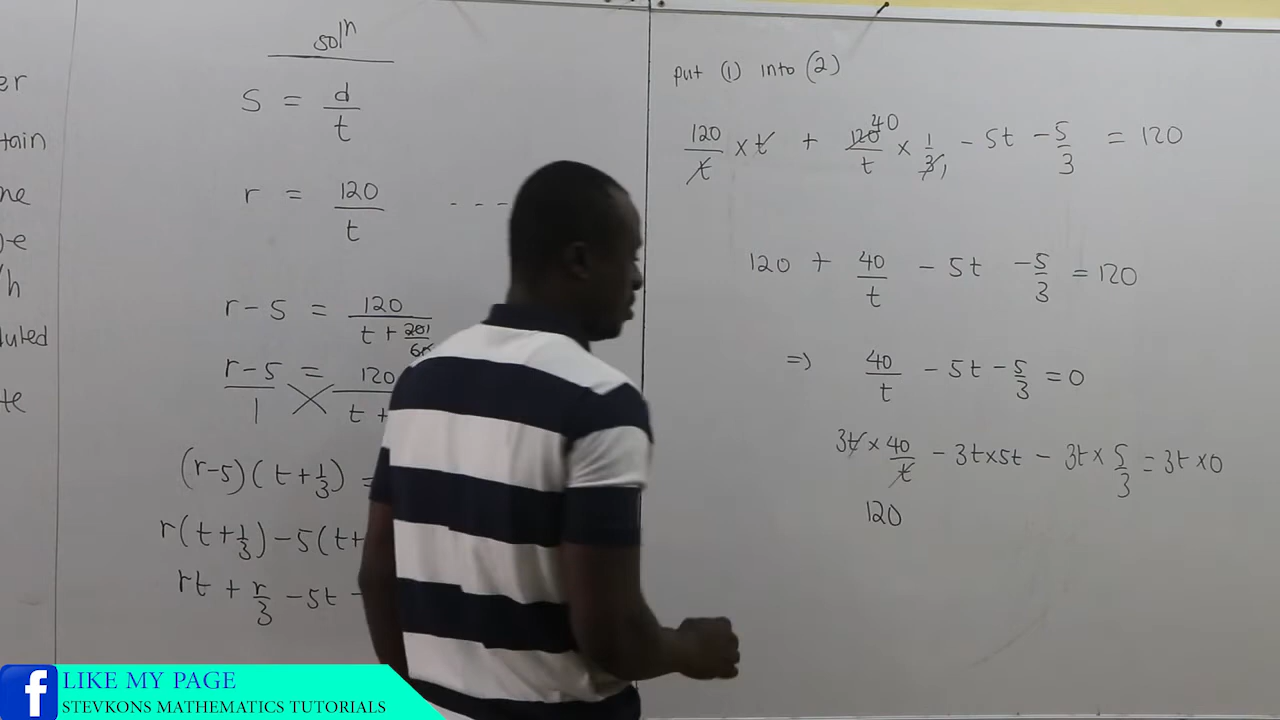 er
tain
ne
e
/h
duled
te
solⁿ
S = d/t
r = 120/t ---
r-5 = 120/(t + 20/60)
(r-5)/1 = 120/(t +
(r-5)(t+1/3) =
r(t+1/3) -5(t+
rt + r/3 -5t -
put (1) into (2)
120/t × t + 120/t × 1/3 - 5t - 5/3 = 120
40
1
120 + 40/t - 5t - 5/3 = 120
=> 40/t - 5t - 5/3 = 0
3t × 40/t - 3t×5t - 3t × 5/3 = 3t × 0
120
LIKE MY PAGE
STEVKONS MATHEMATICS TUTORIALS